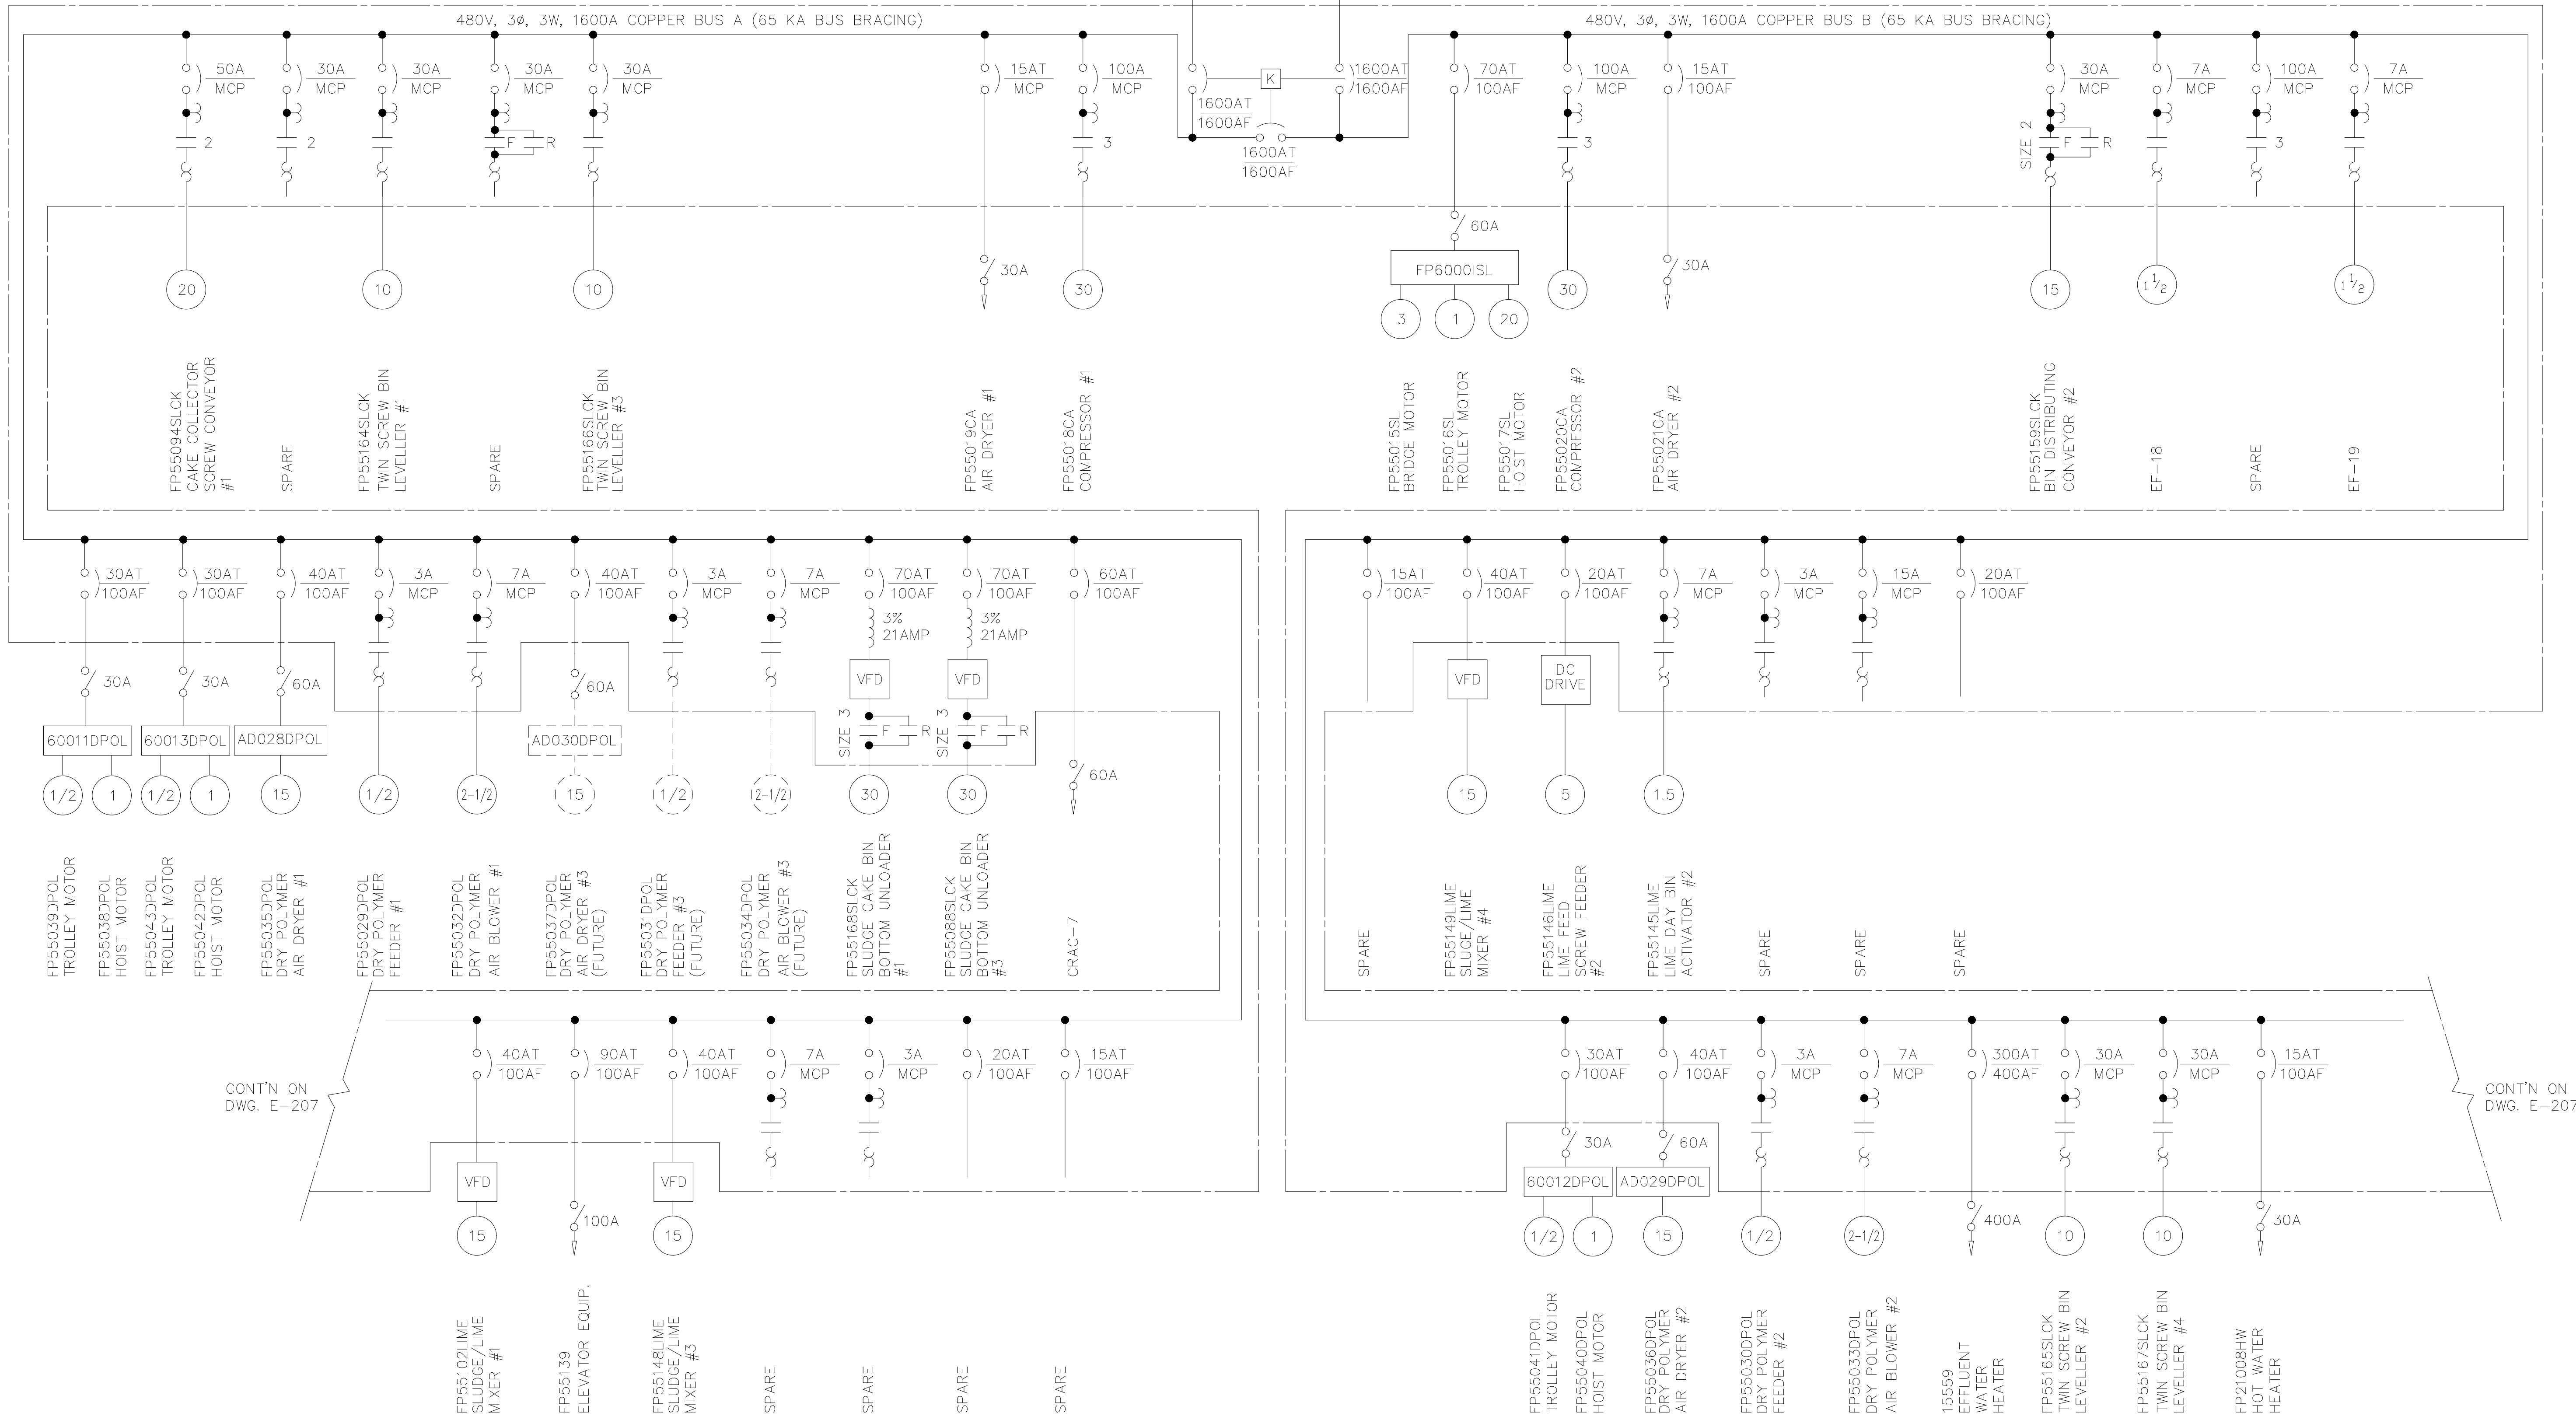 480V, 3ø, 3W, 1600A COPPER BUS A (65 KA BUS BRACING)
480V, 3ø, 3W, 1600A COPPER BUS B (65 KA BUS BRACING)
50A
MCP
30A
MCP
30A
MCP
30A
MCP
30A
MCP
15AT
MCP
100A
MCP
1600AT
1600AF
K
1600AT
1600AF
1600AT
1600AF
70AT
100AF
100A
MCP
15AT
100AF
30A
MCP
7A
MCP
100A
MCP
7A
MCP
2
2
F
R
3
3
SIZE 2
F
R
3
30A
60A
30A
FP6000ISL
20
10
10
30
3
1
20
30
15
1 1/2
1 1/2
FP55094SLCK
CAKE COLLECTOR
SCREW CONVEYOR
#1
SPARE
FP55164SLCK
TWIN SCREW BIN
LEVELLER #1
SPARE
FP55166SLCK
TWIN SCREW BIN
LEVELLER #3
FP55019CA
AIR DRYER #1
FP55018CA
COMPRESSOR #1
FP55015SL
BRIDGE MOTOR
FP55016SL
TROLLEY MOTOR
FP55017SL
HOIST MOTOR
FP55020CA
COMPRESSOR #2
FP55021CA
AIR DRYER #2
FP55159SLCK
BIN DISTRIBUTING
CONVEYOR #2
EF-18
SPARE
EF-19
30AT
100AF
30AT
100AF
40AT
100AF
3A
MCP
7A
MCP
40AT
100AF
3A
MCP
7A
MCP
70AT
100AF
70AT
100AF
60AT
100AF
3%
21AMP
3%
21AMP
30A
30A
60A
60A
VFD
VFD
SIZE 3
F
R
SIZE 3
F
R
60A
60011DPOL
60013DPOL
AD028DPOL
AD030DPOL
1/2
1
1/2
1
15
1/2
2-1/2
15
1/2
2-1/2
30
30
FP55039DPOL
TROLLEY MOTOR
FP55038DPOL
HOIST MOTOR
FP55043DPOL
TROLLEY MOTOR
FP55042DPOL
HOIST MOTOR
FP55035DPOL
DRY POLYMER
AIR DRYER #1
FP55029DPOL
DRY POLYMER
FEEDER #1
FP55032DPOL
DRY POLYMER
AIR BLOWER #1
FP55037DPOL
DRY POLYMER
AIR DRYER #3
(FUTURE)
FP55031DPOL
DRY POLYMER
FEEDER #3
(FUTURE)
FP55034DPOL
DRY POLYMER
AIR BLOWER #3
(FUTURE)
FP55168SLCK
SLUDGE CAKE BIN
BOTTOM UNLOADER
#1
FP55088SLCK
SLUDGE CAKE BIN
BOTTOM UNLOADER
#3
CRAC-7
15AT
100AF
40AT
100AF
20AT
100AF
7A
MCP
3A
MCP
15A
MCP
20AT
100AF
VFD
DC
DRIVE
15
5
1.5
SPARE
FP55149LIME
SLUGE/LIME
MIXER #4
FP55146LIME
LIME FEED
SCREW FEEDER
#2
FP55145LIME
LIME DAY BIN
ACTIVATOR #2
SPARE
SPARE
SPARE
CONT'N ON
DWG. E-207
40AT
100AF
90AT
100AF
40AT
100AF
7A
MCP
3A
MCP
20AT
100AF
15AT
100AF
VFD
VFD
15
100A
15
FP55102LIME
SLUDGE/LIME
MIXER #1
FP55139
ELEVATOR EQUIP.
FP55148LIME
SLUDGE/LIME
MIXER #3
SPARE
SPARE
SPARE
SPARE
30AT
100AF
40AT
100AF
3A
MCP
7A
MCP
300AT
400AF
30A
MCP
30A
MCP
15AT
100AF
CONT'N ON
DWG. E-207
30A
60A
60012DPOL
AD029DPOL
1/2
1
15
1/2
2-1/2
400A
10
10
30A
FP55041DPOL
TROLLEY MOTOR
FP55040DPOL
HOIST MOTOR
FP55036DPOL
DRY POLYMER
AIR DRYER #2
FP55030DPOL
DRY POLYMER
FEEDER #2
FP55033DPOL
DRY POLYMER
AIR BLOWER #2
15559
EFFLUENT
WATER
HEATER
FP55165SLCK
TWIN SCREW BIN
LEVELLER #2
FP55167SLCK
TWIN SCREW BIN
LEVELLER #4
FP21008HW
HOT WATER
HEATER